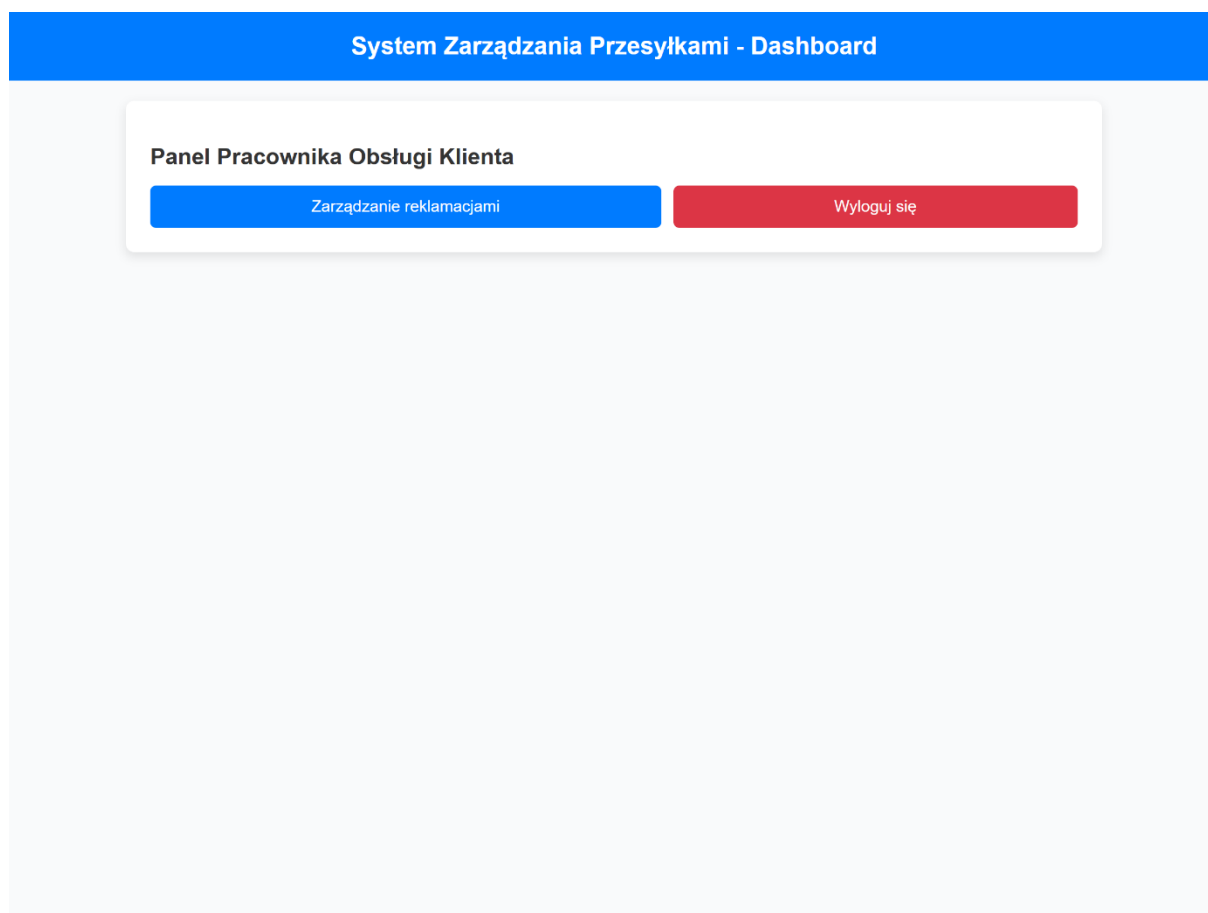 System Zarządzania Przesyłkami - Dashboard
Panel Pracownika Obsługi Klienta
Zarządzanie reklamacjami
Wyloguj się